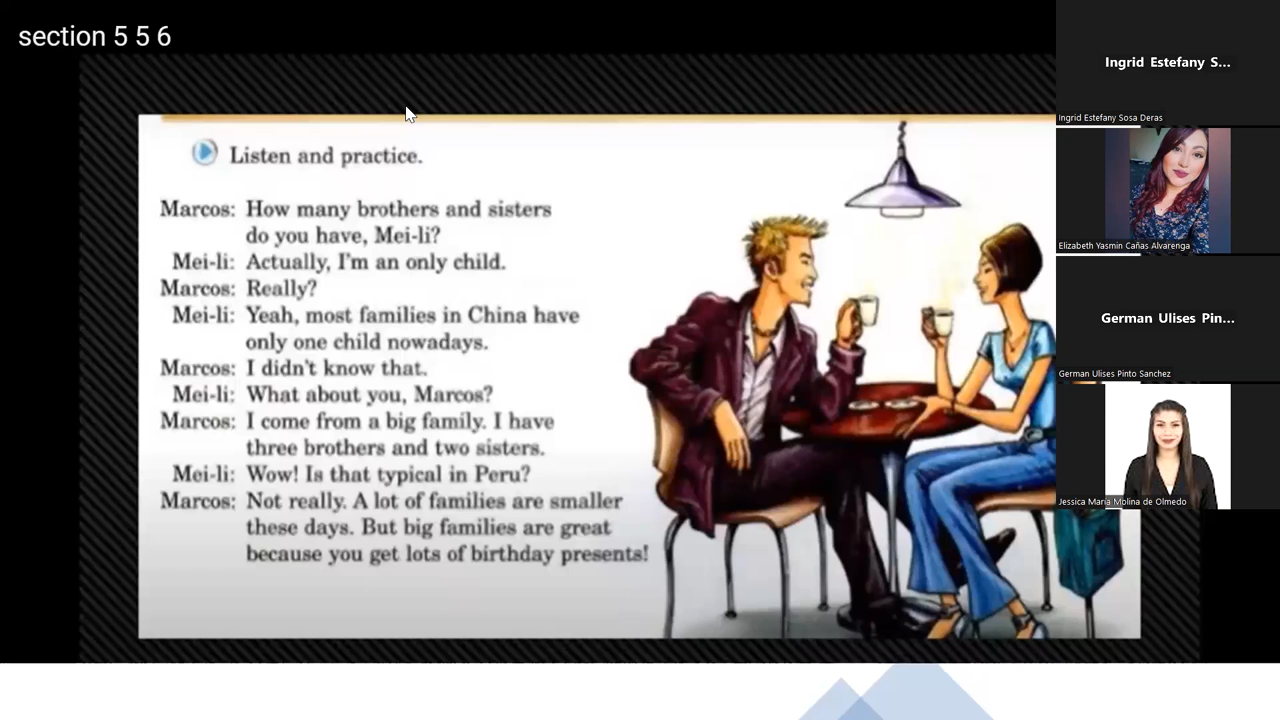 section 5 5 6
Listen and practice.
Marcos: How many brothers and sisters
do you have, Mei-li?
Mei-li: Actually, I'm an only child.
Marcos: Really?
Mei-li: Yeah, most families in China have
only one child nowadays.
Marcos: I didn't know that.
Mei-li: What about you, Marcos?
Marcos: I come from a big family. I have
three brothers and two sisters.
Mei-li: Wow! Is that typical in Peru?
Marcos: Not really. A lot of families are smaller
these days. But big families are great
because you get lots of birthday presents!
Ingrid Estefany S...
Ingrid Estefany Sosa Deras
Elizabeth Yasmin Cañas Alvarenga
German Ulises Pin...
German Ulises Pinto Sanchez
Jessica María Molina de Olmedo